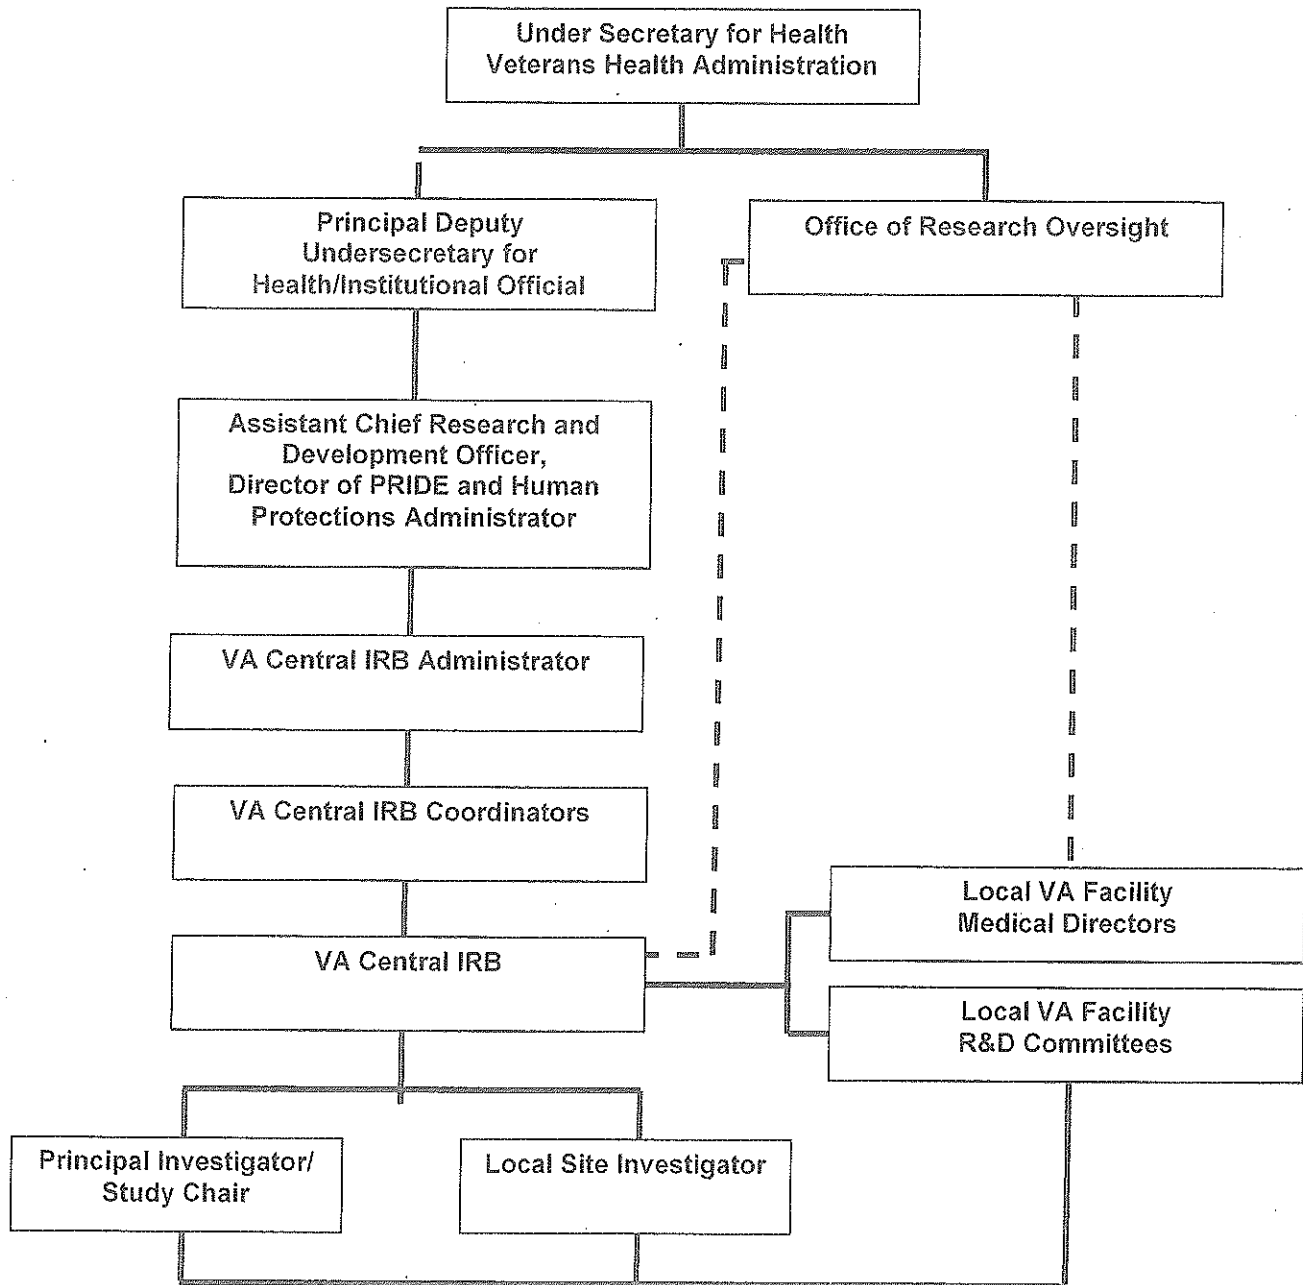 Under Secretary for Health
Veterans Health Administration
Principal Deputy
Undersecretary for
Health/Institutional Official
Office of Research Oversight
Assistant Chief Research and
Development Officer,
Director of PRIDE and Human
Protections Administrator
VA Central IRB Administrator
VA Central IRB Coordinators
VA Central IRB
Local VA Facility
Medical Directors
Local VA Facility
R&D Committees
Principal Investigator/
Study Chair
Local Site Investigator